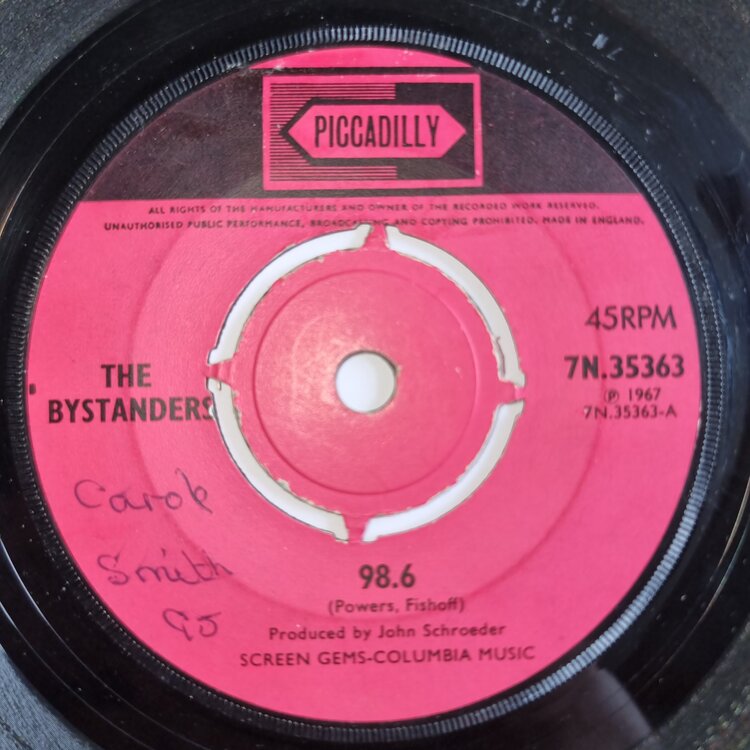 PICCADILLY
ALL RIGHTS OF THE MANUFACTURERS AND OWNER OF THE RECORDED WORK RESERVED.
UNAUTHORISED PUBLIC PERFORMANCE, BROADCASTING AND COPYING PROHIBITED. MADE IN ENGLAND.
45RPM
7N.35363
℗ 1967
7N.35363-A
THE
BYSTANDERS
Carole
Smith
98.6
(Powers, Fishoff)
Produced by John Schroeder
SCREEN GEMS-COLUMBIA MUSIC